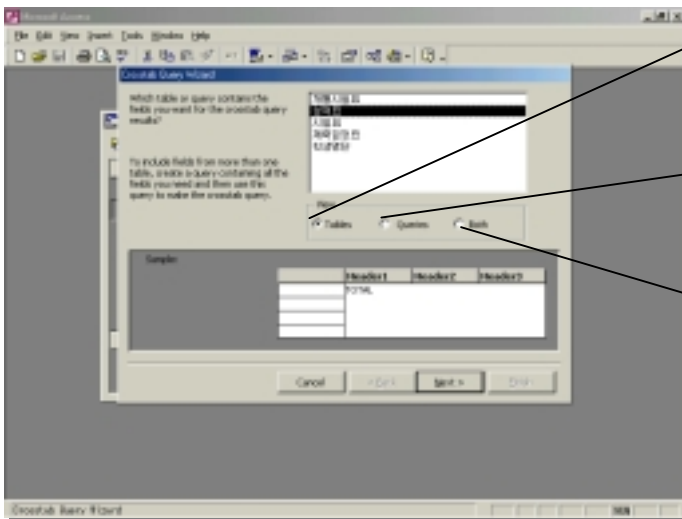 Microsoft Access
File Edit View Insert Tools Window Help
Crosstab Query Wizard
Which table or query contains the
fields you want for the crosstab query
results?
To include fields from more than one
table, create a query containing all the
fields you need and then use this
query to make the crosstab query.
View
Tables Queries Both
Sample:
Header1 Header2 Header3
TOTAL
Cancel < Back Next > Finish
Crosstab Query Wizard
NUM